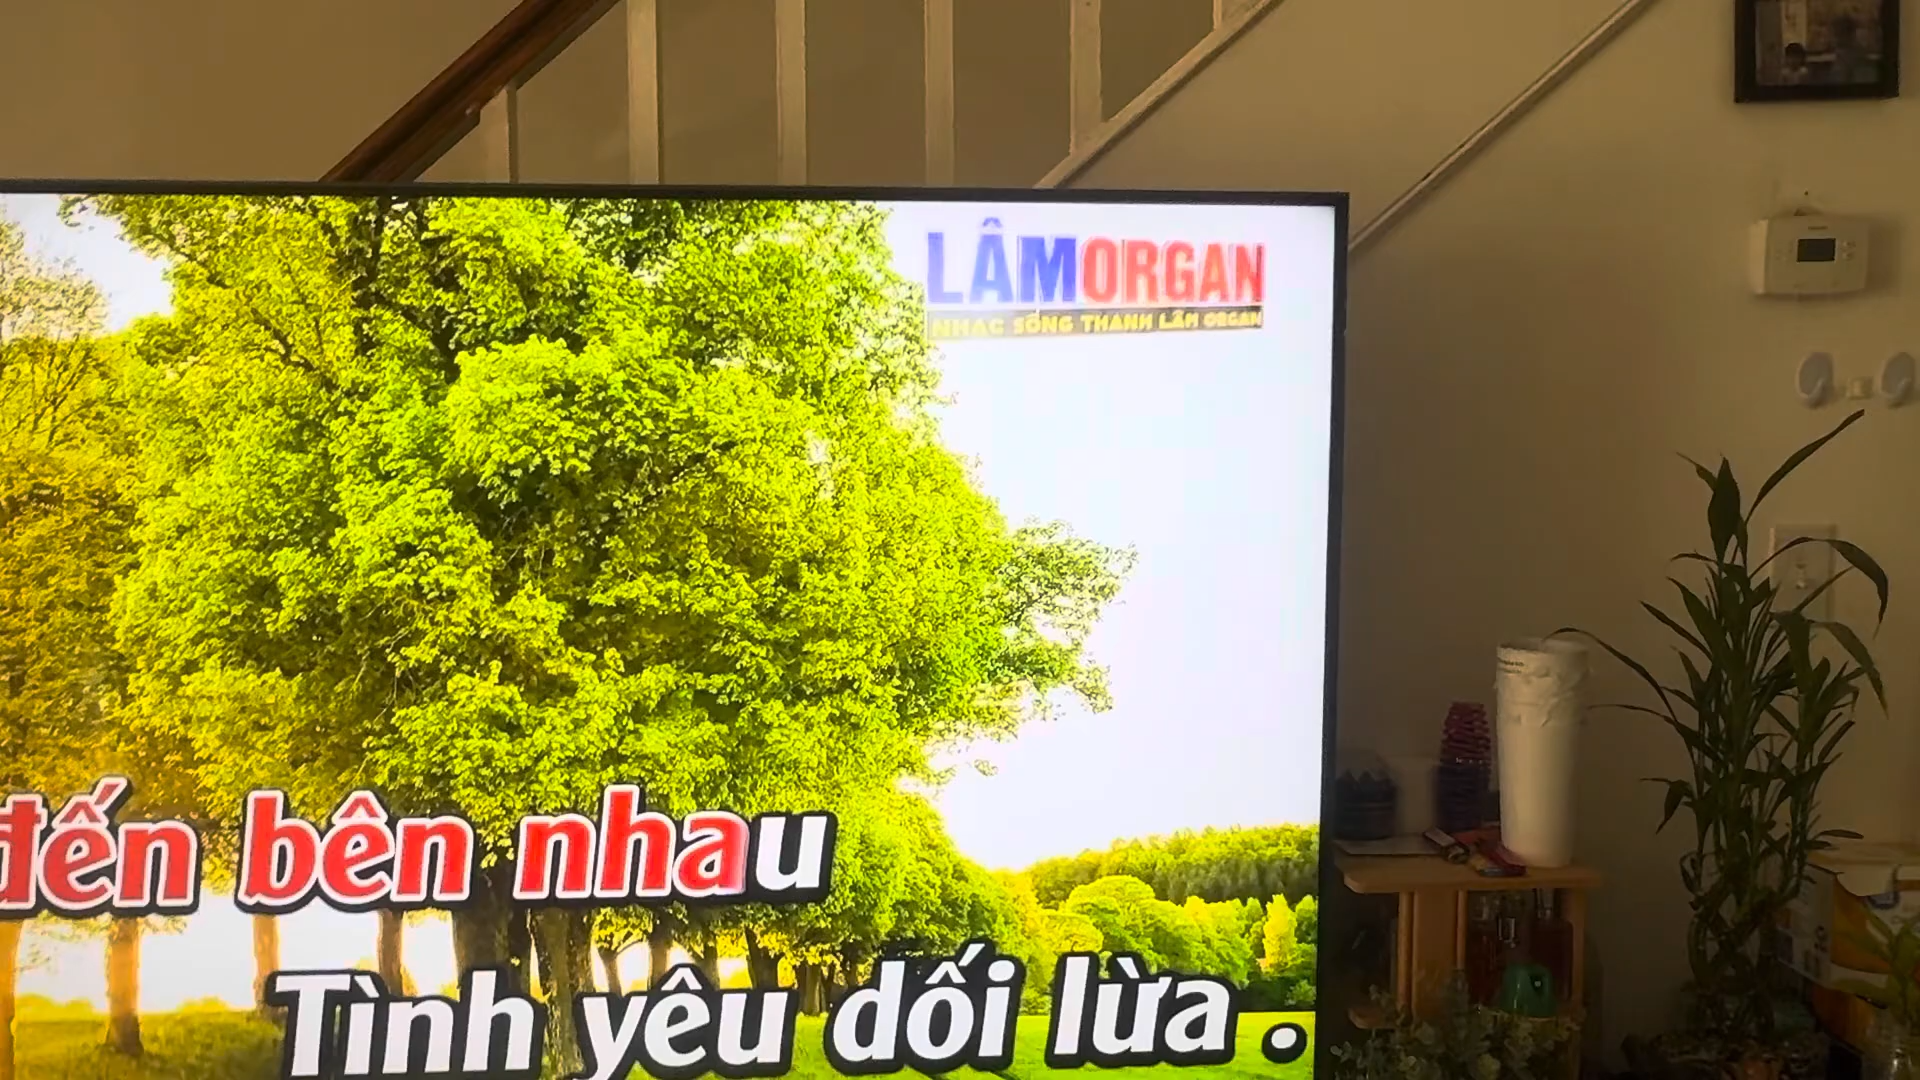 LÂMORGAN
NHẠC SỐNG THANH LÂM ORGAN
đến bên nhau
Tình yêu dối lừa .